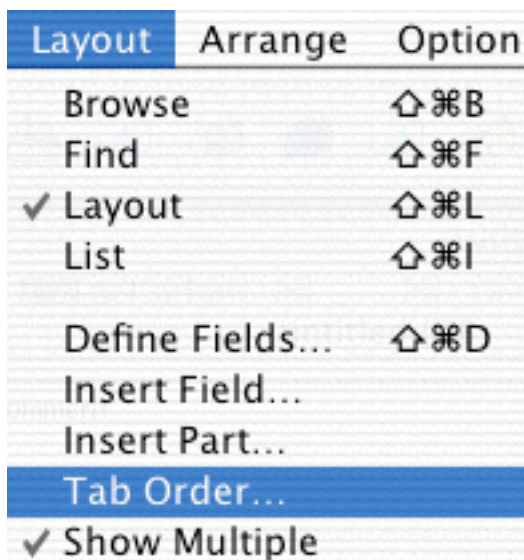 Layout Arrange Option
Browse ⇧⌘B
Find ⇧⌘F
✓ Layout ⇧⌘L
List ⇧⌘I
Define Fields... ⇧⌘D
Insert Field...
Insert Part...
Tab Order...
✓ Show Multiple